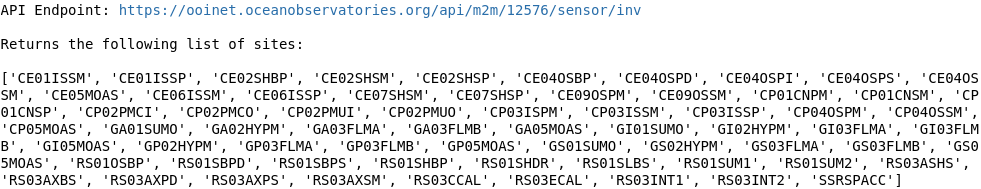 API Endpoint: https://ooinet.oceanobservatories.org/api/m2m/12576/sensor/inv
Returns the following list of sites:
['CE01ISSM', 'CE01ISSP', 'CE02SHBP', 'CE02SHSM', 'CE02SHSP', 'CE04OSBP', 'CE04OSPD', 'CE04OSPI', 'CE04OSPS', 'CE04OS
SM', 'CE05MOAS', 'CE06ISSM', 'CE06ISSP', 'CE07SHSM', 'CE07SHSP', 'CE09OSPM', 'CE09OSSM', 'CP01CNPM', 'CP01CNSM', 'CP
01CNSP', 'CP02PMCI', 'CP02PMCO', 'CP02PMUI', 'CP02PMUO', 'CP03ISPM', 'CP03ISSM', 'CP03ISSP', 'CP04OSPM', 'CP04OSSM',
'CP05MOAS', 'GA01SUMO', 'GA02HYPM', 'GA03FLMA', 'GA03FLMB', 'GA05MOAS', 'GI01SUMO', 'GI02HYPM', 'GI03FLMA', 'GI03FLM
B', 'GI05MOAS', 'GP02HYPM', 'GP03FLMA', 'GP03FLMB', 'GP05MOAS', 'GS01SUMO', 'GS02HYPM', 'GS03FLMA', 'GS03FLMB', 'GS0
5MOAS', 'RS01OSBP', 'RS01SBPD', 'RS01SBPS', 'RS01SHBP', 'RS01SHDR', 'RS01SLBS', 'RS01SUM1', 'RS01SUM2', 'RS03ASHS',
'RS03AXBS', 'RS03AXPD', 'RS03AXPS', 'RS03AXSM', 'RS03CCAL', 'RS03ECAL', 'RS03INT1', 'RS03INT2', 'SSRSPACC']